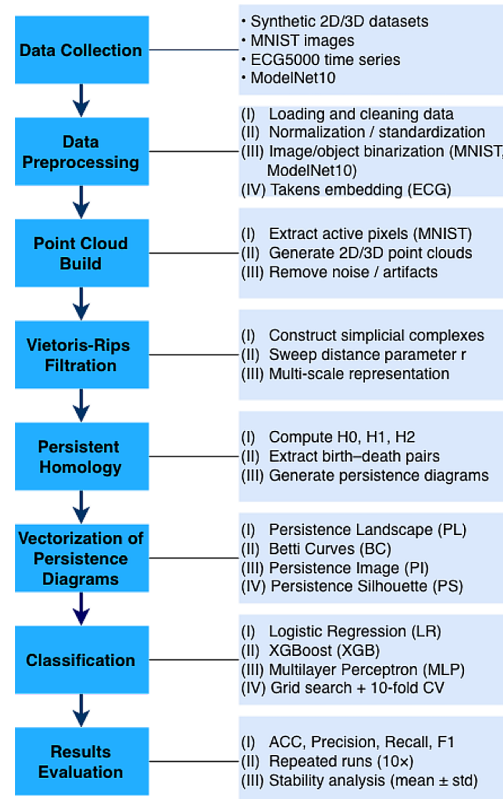 Data Collection
• Synthetic 2D/3D datasets
• MNIST images
• ECG5000 time series
• ModelNet10
Data
Preprocessing
(I) Loading and cleaning data
(II) Normalization / standardization
(III) Image/object binarization (MNIST,
ModelNet10)
(IV) Takens embedding (ECG)
Point Cloud
Build
(I) Extract active pixels (MNIST)
(II) Generate 2D/3D point clouds
(III) Remove noise / artifacts
Vietoris-Rips
Filtration
(I) Construct simplicial complexes
(II) Sweep distance parameter r
(III) Multi-scale representation
Persistent
Homology
(I) Compute H0, H1, H2
(II) Extract birth–death pairs
(III) Generate persistence diagrams
Vectorization of
Persistence
Diagrams
(I) Persistence Landscape (PL)
(II) Betti Curves (BC)
(III) Persistence Image (PI)
(IV) Persistence Silhouette (PS)
Classification
(I) Logistic Regression (LR)
(II) XGBoost (XGB)
(III) Multilayer Perceptron (MLP)
(IV) Grid search + 10-fold CV
Results
Evaluation
(I) ACC, Precision, Recall, F1
(II) Repeated runs (10×)
(III) Stability analysis (mean ± std)